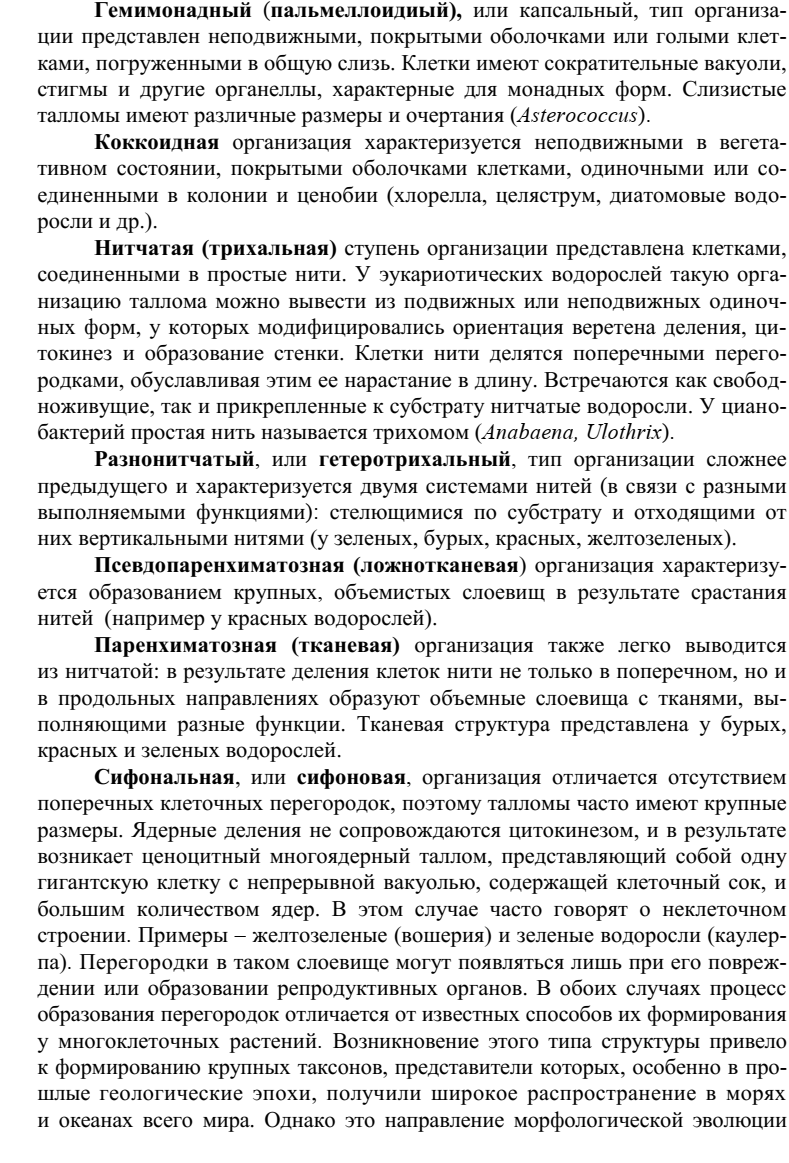 Гемимонадный (пальмеллоидиый), или капсальный, тип организа-
ции представлен неподвижными, покрытыми оболочками или голыми клет-
ками, погруженными в общую слизь. Клетки имеют сократительные вакуоли,
стигмы и другие органеллы, характерные для монадных форм. Слизистые
талломы имеют различные размеры и очертания (Asterococcus).
Коккоидная организация характеризуется неподвижными в вегета-
тивном состоянии, покрытыми оболочками клетками, одиночными или со-
единенными в колонии и ценобии (хлорелла, целяструм, диатомовые водо-
росли и др.).
Нитчатая (трихальная) ступень организации представлена клетками,
соединенными в простые нити. У эукариотических водорослей такую орга-
низацию таллома можно вывести из подвижных или неподвижных одиноч-
ных форм, у которых модифицировались ориентация веретена деления, ци-
токинез и образование стенки. Клетки нити делятся поперечными перего-
родками, обуславливая этим ее нарастание в длину. Встречаются как свобод-
ноживущие, так и прикрепленные к субстрату нитчатые водоросли. У циано-
бактерий простая нить называется трихомом (Anabaena, Ulothrix).
Разнонитчатый, или гетеротрихальный, тип организации сложнее
предыдущего и характеризуется двумя системами нитей (в связи с разными
выполняемыми функциями): стелющимися по субстрату и отходящими от
них вертикальными нитями (у зеленых, бурых, красных, желтозеленых).
Псевдопаренхиматозная (ложнотканевая) организация характеризу-
ется образованием крупных, объемистых слоевищ в результате срастания
нитей (например у красных водорослей).
Паренхиматозная (тканевая) организация также легко выводится
из нитчатой: в результате деления клеток нити не только в поперечном, но и
в продольных направлениях образуют объемные слоевища с тканями, вы-
полняющими разные функции. Тканевая структура представлена у бурых,
красных и зеленых водорослей.
Сифональная, или сифоновая, организация отличается отсутствием
поперечных клеточных перегородок, поэтому талломы часто имеют крупные
размеры. Ядерные деления не сопровождаются цитокинезом, и в результате
возникает ценоцитный многоядерный таллом, представляющий собой одну
гигантскую клетку с непрерывной вакуолью, содержащей клеточный сок, и
большим количеством ядер. В этом случае часто говорят о неклеточном
строении. Примеры – желтозеленые (вошерия) и зеленые водоросли (каулер-
па). Перегородки в таком слоевище могут появляться лишь при его повреж-
дении или образовании репродуктивных органов. В обоих случаях процесс
образования перегородок отличается от известных способов их формирования
у многоклеточных растений. Возникновение этого типа структуры привело
к формированию крупных таксонов, представители которых, особенно в про-
шлые геологические эпохи, получили широкое распространение в морях
и океанах всего мира. Однако это направление морфологической эволюции